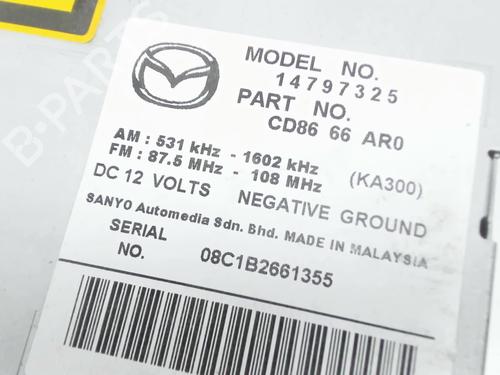 MODEL NO.
14797325
PART NO.
CD86 66 AR0
AM : 531 kHz - 1602 kHz
FM : 87.5 MHz - 108 MHz (KA300)
DC 12 VOLTS NEGATIVE GROUND
SANYO Automedia Sdn. Bhd. MADE IN MALAYSIA
SERIAL
NO. 08C1B2661355
B-PARTS